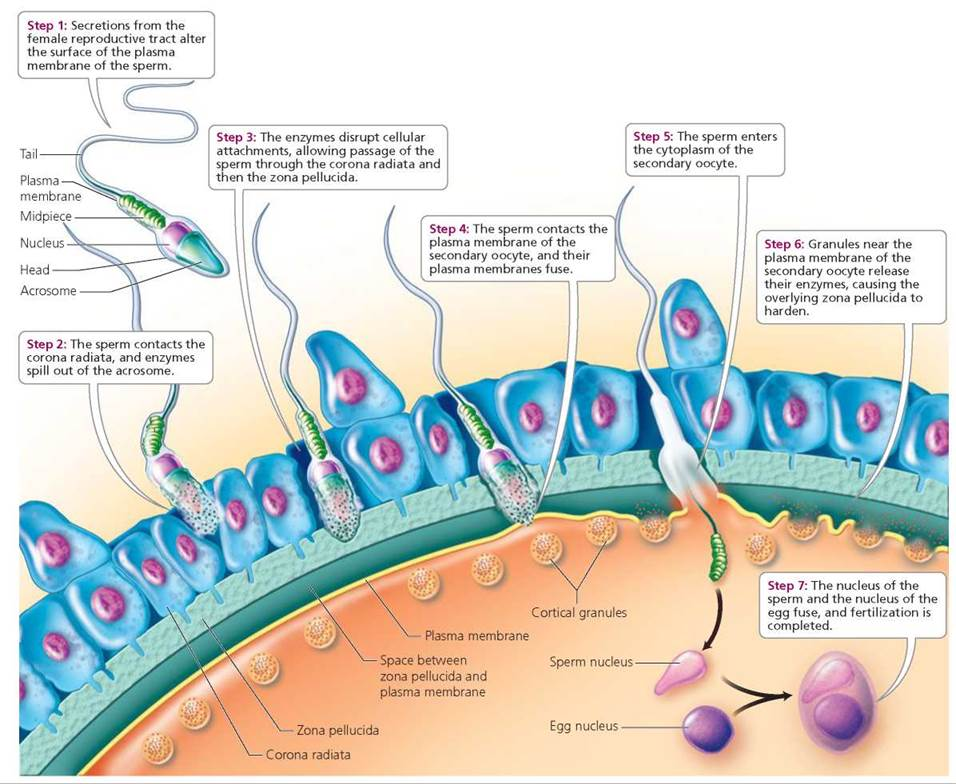 Step 1: Secretions from the
female reproductive tract alter
the surface of the plasma
membrane of the sperm.
Tail
Plasma
membrane
Midpiece
Nucleus
Head
Acrosome
Step 2: The sperm contacts the
corona radiata, and enzymes
spill out of the acrosome.
Step 3: The enzymes disrupt cellular
attachments, allowing passage of the
sperm through the corona radiata and
then the zona pellucida.
Step 4: The sperm contacts the
plasma membrane of the
secondary oocyte, and their
plasma membranes fuse.
Step 5: The sperm enters
the cytoplasm of the
secondary oocyte.
Step 6: Granules near the
plasma membrane of the
secondary oocyte release
their enzymes, causing the
overlying zona pellucida to
harden.
Step 7: The nucleus of the
sperm and the nucleus of the
egg fuse, and fertilization is
completed.
Cortical granules
Plasma membrane
Space between
zona pellucida and
plasma membrane
Zona pellucida
Corona radiata
Sperm nucleus
Egg nucleus